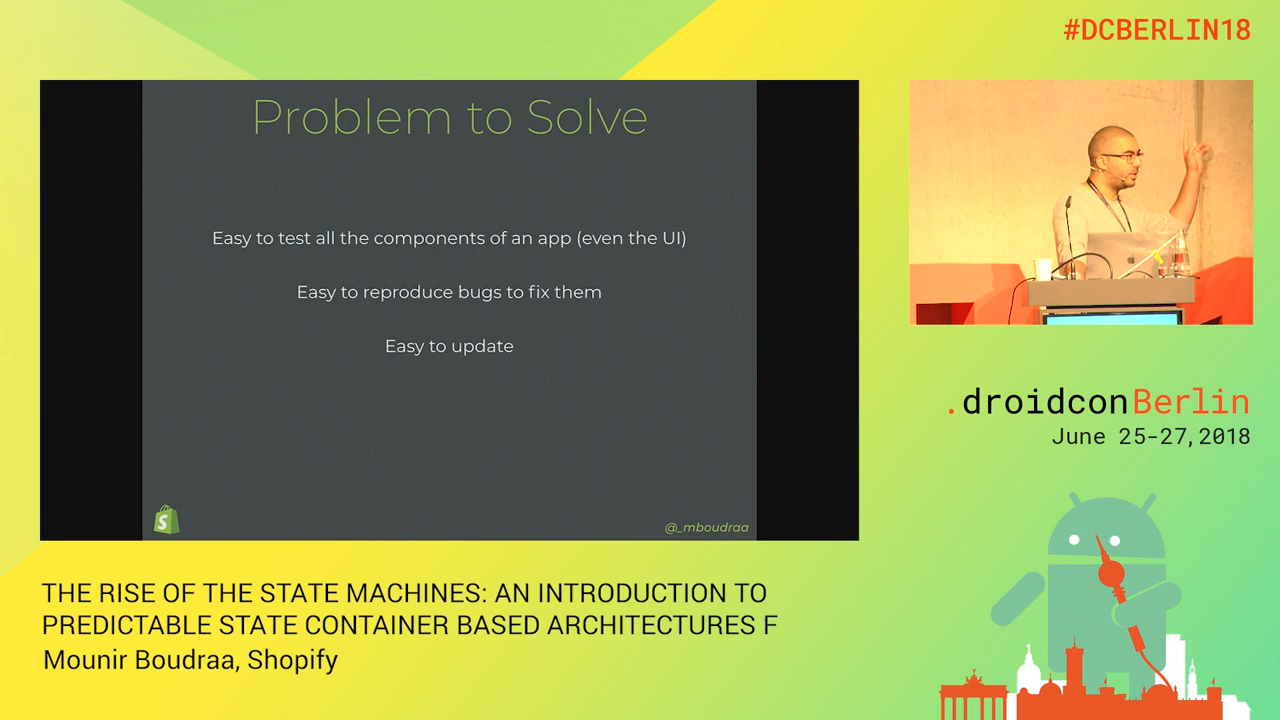 #DCBERLIN18
Problem to Solve
Easy to test all the components of an app (even the UI)
Easy to reproduce bugs to fix them
Easy to update
S
@_mboudraa
.droidconBerlin
June 25-27, 2018
THE RISE OF THE STATE MACHINES: AN INTRODUCTION TO
PREDICTABLE STATE CONTAINER BASED ARCHITECTURES F
Mounir Boudraa, Shopify